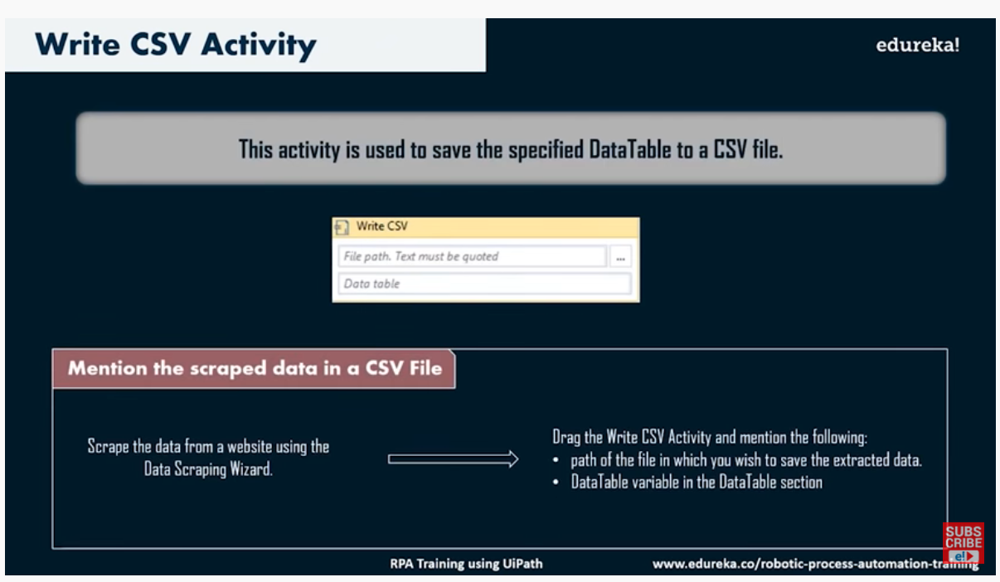 Write CSV Activity
edureka!
This activity is used to save the specified DataTable to a CSV file.
Write CSV
File path. Text must be quoted
...
Data table
Mention the scraped data in a CSV File
Scrape the data from a website using the
Data Scraping Wizard.
Drag the Write CSV Activity and mention the following:
• path of the file in which you wish to save the extracted data.
• DataTable variable in the DataTable section
SUBS
CRIBE
e!
RPA Training using UiPath
www.edureka.co/robotic-process-automation-training